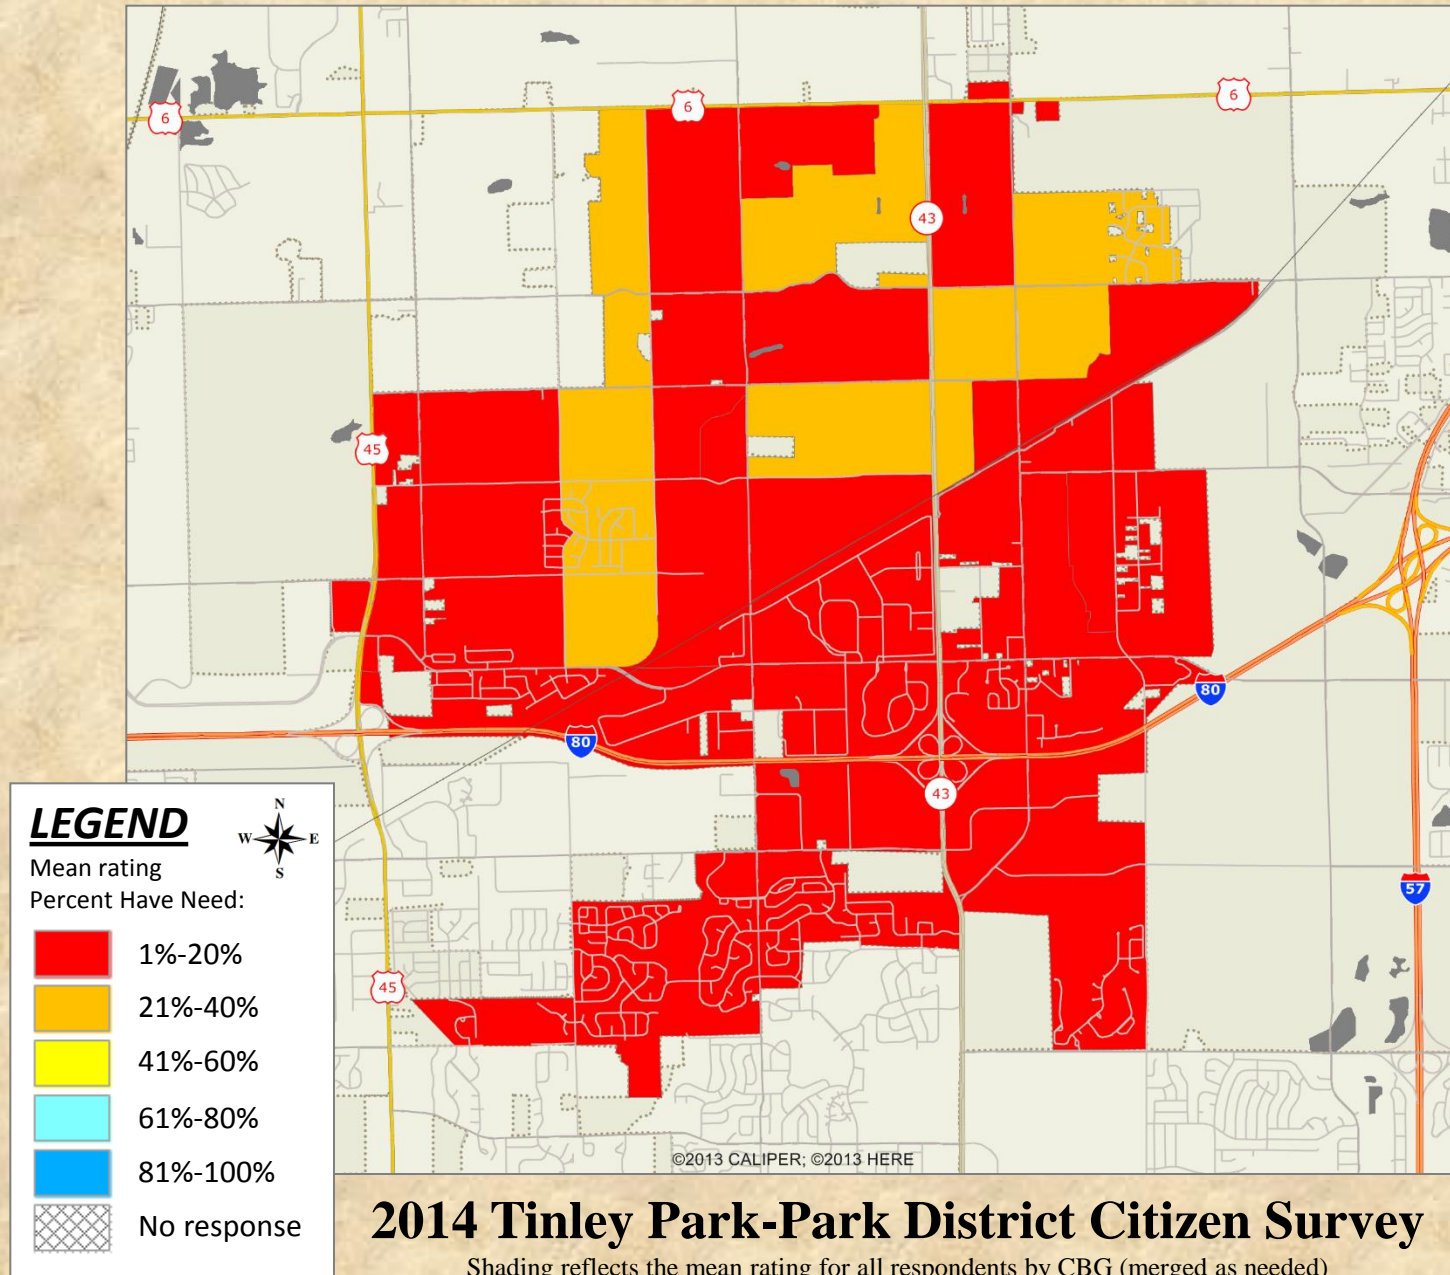 6
6
6
43
45
80
80
43
57
45
LEGEND
N
W
E
S
Mean rating
Percent Have Need:
1%-20%
21%-40%
41%-60%
61%-80%
81%-100%
No response
©2013 CALIPER; ©2013 HERE
2014 Tinley Park-Park District Citizen Survey
Shading reflects the mean rating for all respondents by CBG (merged as needed)